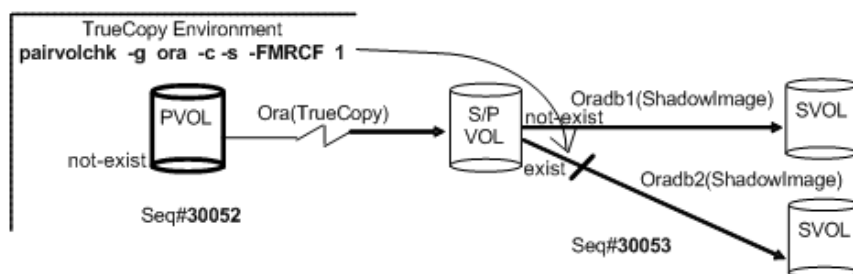 TrueCopy Environment
pairvolchk -g ora -c -s -FMRCF 1
PVOL
not-exist
Ora(TrueCopy)
S/P
VOL
not-exist
exist
Oradb1(ShadowImage)
SVOL
Oradb2(ShadowImage)
SVOL
Seq#30052
Seq#30053